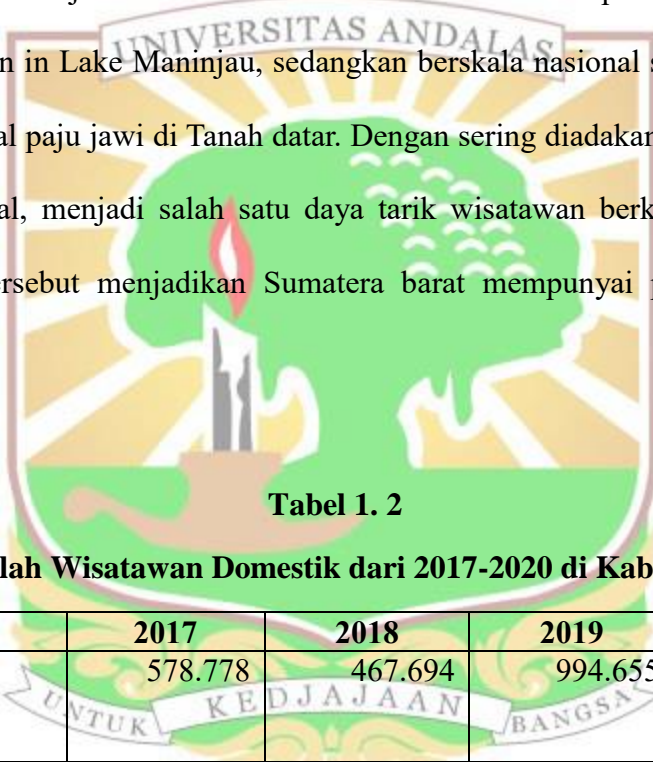 UNIVERSITAS ANDALAS
n in Lake Maninjau, sedangkan berskala nasional s
al paju jawi di Tanah datar. Dengan sering diadakan
al, menjadi salah satu daya tarik wisatawan berk
ersebut menjadikan Sumatera barat mempunyai
Tabel 1. 2
lah Wisatawan Domestik dari 2017-2020 di Kab
2017 2018 2019
578.778 467.694 994.655
UNTUK KEDJAJAAN BANGSA